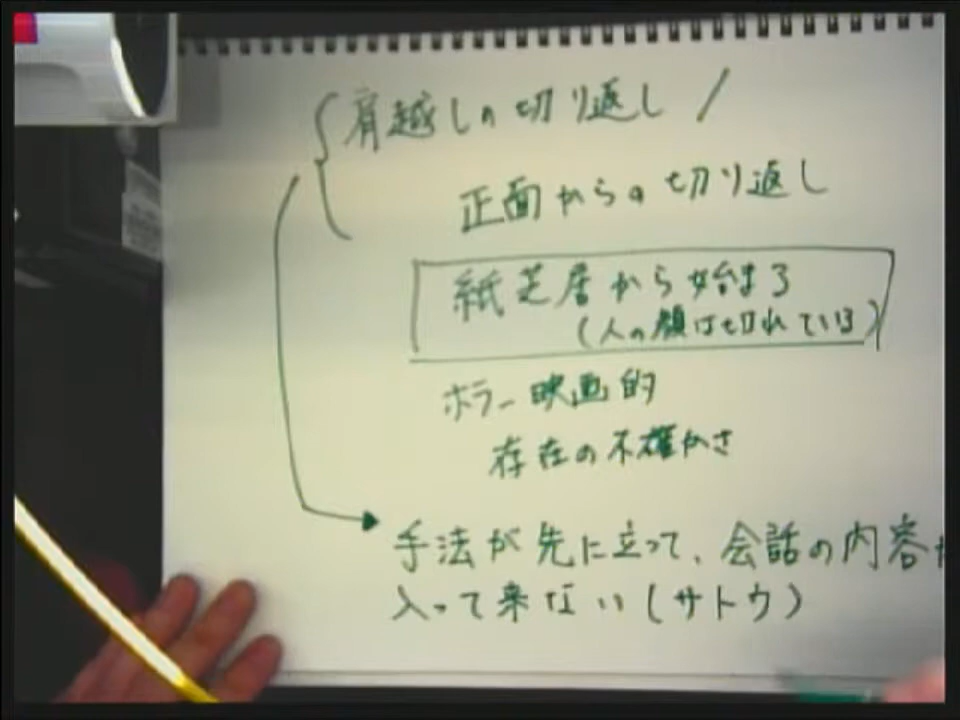 肩越しの切り返し /
正面からの切り返し
紙芝居から始まる
(人の顔は切れている)
ホラー映画的
存在の不確かさ
手法が先に立って、会話の内容が
入って来ない(サトウ)